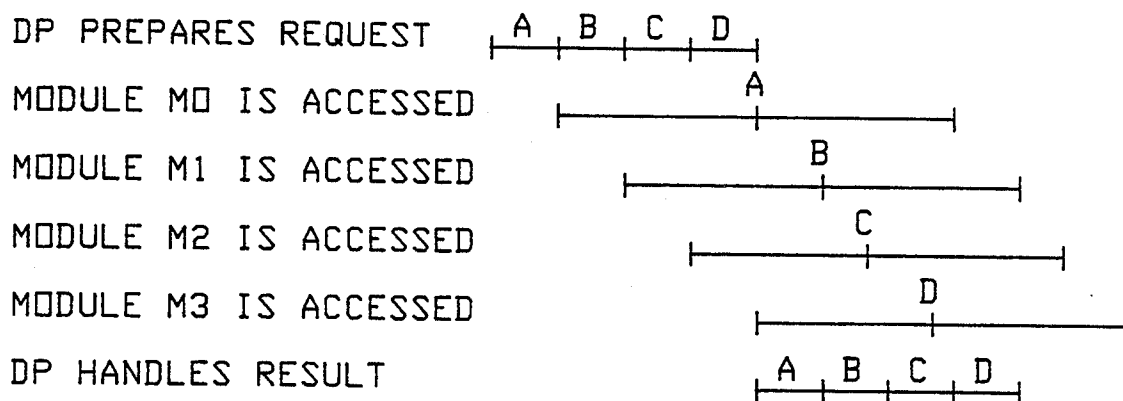 DP PREPARES REQUEST A B C D
MODULE M0 IS ACCESSED A
MODULE M1 IS ACCESSED B
MODULE M2 IS ACCESSED C
MODULE M3 IS ACCESSED D
DP HANDLES RESULT A B C D